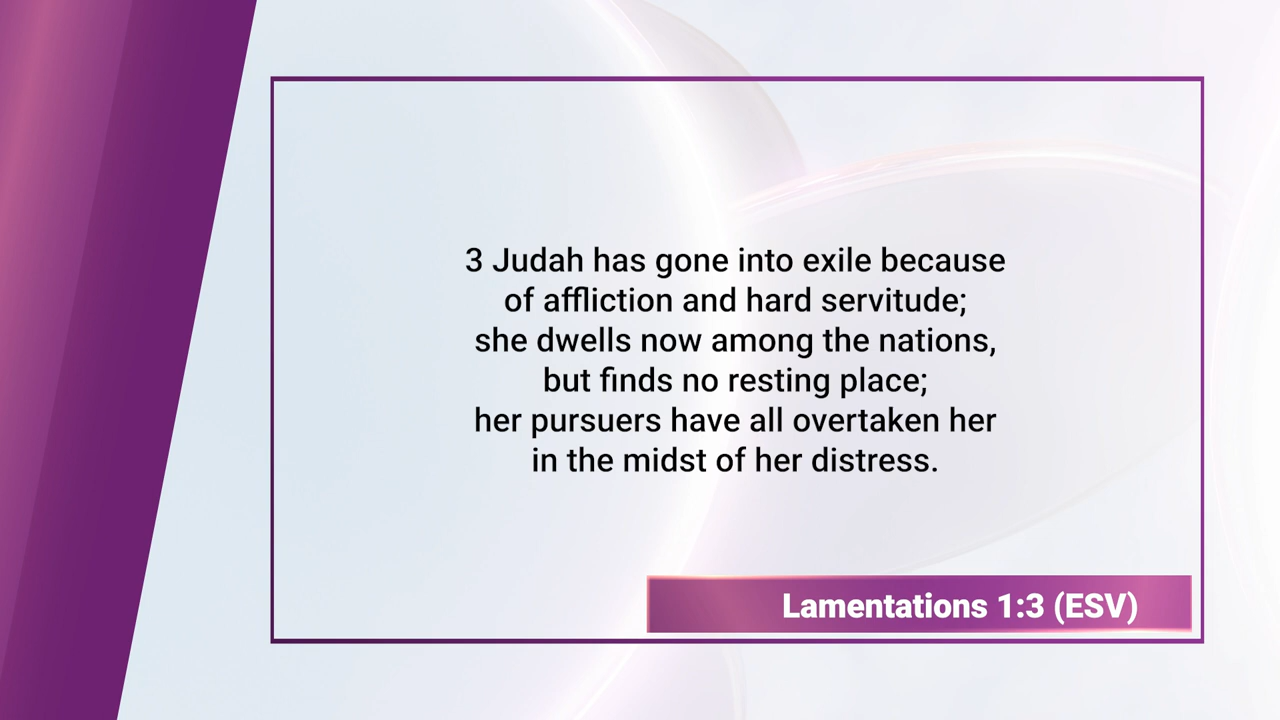 3 Judah has gone into exile because
of affliction and hard servitude;
she dwells now among the nations,
but finds no resting place;
her pursuers have all overtaken her
in the midst of her distress.
Lamentations 1:3 (ESV)